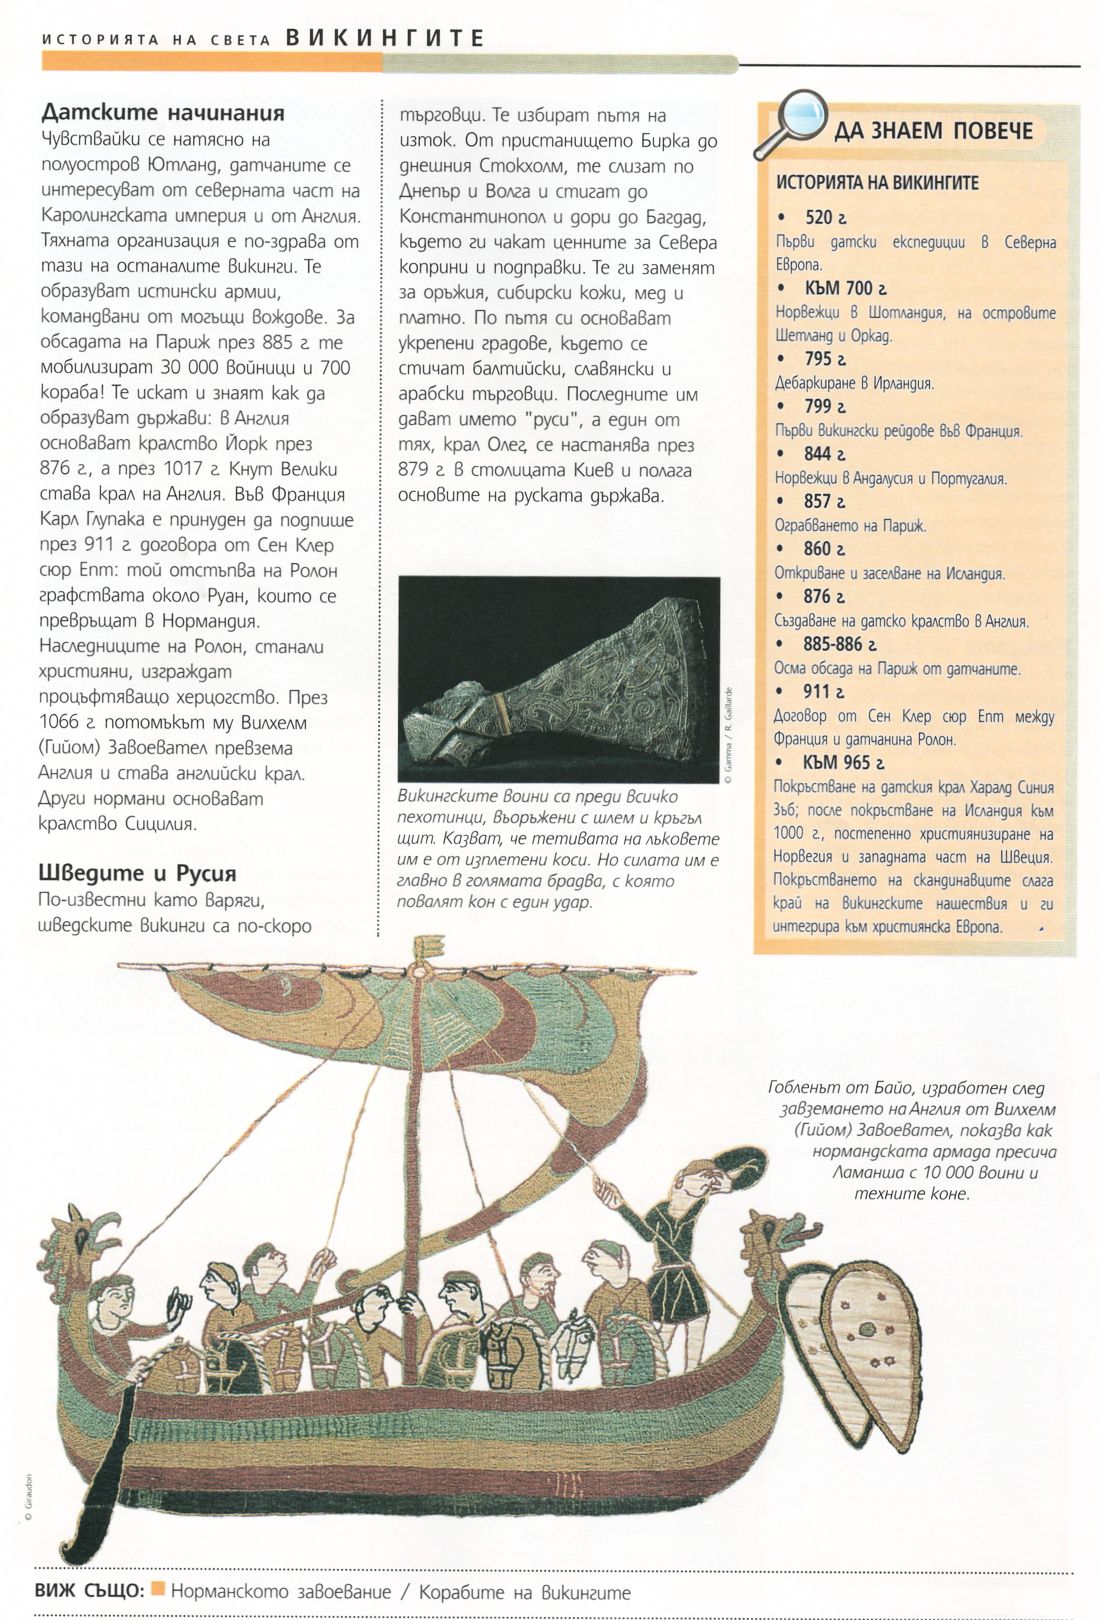 ИСТОРИЯТА НА СВЕТА ВИКИНГИТЕ
Датските начинания
Чувствайки се натясно на
полуостров Ютланд, датчаните се
интересуват от северната част на
Каролингската империя и от Англия.
Тяхната организация е по-здрава от
тази на останалите викинги. Те
образуват истински армии,
командвани от могъщи вождове. За
обсадата на Париж през 885 г. те
мобилизират 30 000 войници и 700
кораба! Те искат и знаят как да
образуват държави: в Англия
основават кралство Йорк през
876 г., а през 1017 г. Кнут Велики
става крал на Англия. Във Франция
Карл Глупака е принуден да подпише
през 911 г. договора от Сен Клер
сюр Епт: той отстъпва на Ролон
графствата около Руан, които се
превръщат в Нормандия.
Наследниците на Ролон, станали
християни, изграждат
процъфтяващо херцогство. През
1066 г. потомъкът му Вилхелм
(Гийом) Завоевател превзема
Англия и става английски крал.
Други нормани основават
кралство Сицилия.
Шведите и Русия
По-известни като варяги,
шведските викинги са по-скоро
търговци. Те избират пътя на
изток. От пристанището Бирка до
днешния Стокхолм, те слизат по
Днепър и Волга и стигат до
Константинопол и дори до Багдад,
където ги чакат ценните за Севера
коприни и подправки. Те ги заменят
за оръжия, сибирски кожи, мед и
платно. По пътя си основават
укрепени градове, където се
стичат балтийски, славянски и
арабски търговци. Последните им
дават името "руси", а един от
тях, крал Олег, се настанява през
879 г. в столицата Киев и полага
основите на руската държава.
© Gamma / R. Gaillarde
Викингските воини са преди всичко
пехотинци, въоръжени с шлем и кръгъл
щит. Казват, че тетивата на лъковете
им е от изплетени коси. Но силата им е
главно в голямата брадва, с която
повалят кон с един удар.
ДА ЗНАЕМ ПОВЕЧЕ
ИСТОРИЯТА НА ВИКИНГИТЕ
• 520 г.
Първи датски експедиции в Северна
Европа.
• КЪМ 700 г.
Норвежци в Шотландия, на островите
Шетланд и Оркад.
• 795 г.
Дебаркиране в Ирландия.
• 799 г.
Първи викингски рейдове във Франция.
• 844 г.
Норвежци в Андалусия и Португалия.
• 857 г.
Ограбването на Париж.
• 860 г.
Откриване и заселване на Исландия.
• 876 г.
Създаване на датско кралство в Англия.
• 885-886 г.
Осма обсада на Париж от датчаните.
• 911 г.
Договор от Сен Клер сюр Епт между
Франция и датчанина Ролон.
• КЪМ 965 г.
Покръстване на датския крал Харалд Синия
Зъб; после покръстване на Исландия към
1000 г., постепенно християнизиране на
Норвегия и западната част на Швеция.
Покръстването на скандинавците слага
край на викингските нашествия и ги
интегрира към християнска Европа.
Гобленът от Байо, изработен след
завземането на Англия от Вилхелм
(Гийом) Завоевател, показва как
нормандската армада пресича
Ламанша с 10 000 воини и
техните коне.
© Giraudon
ВИЖ СЪЩО: Норманското завоевание / Корабите на викингите